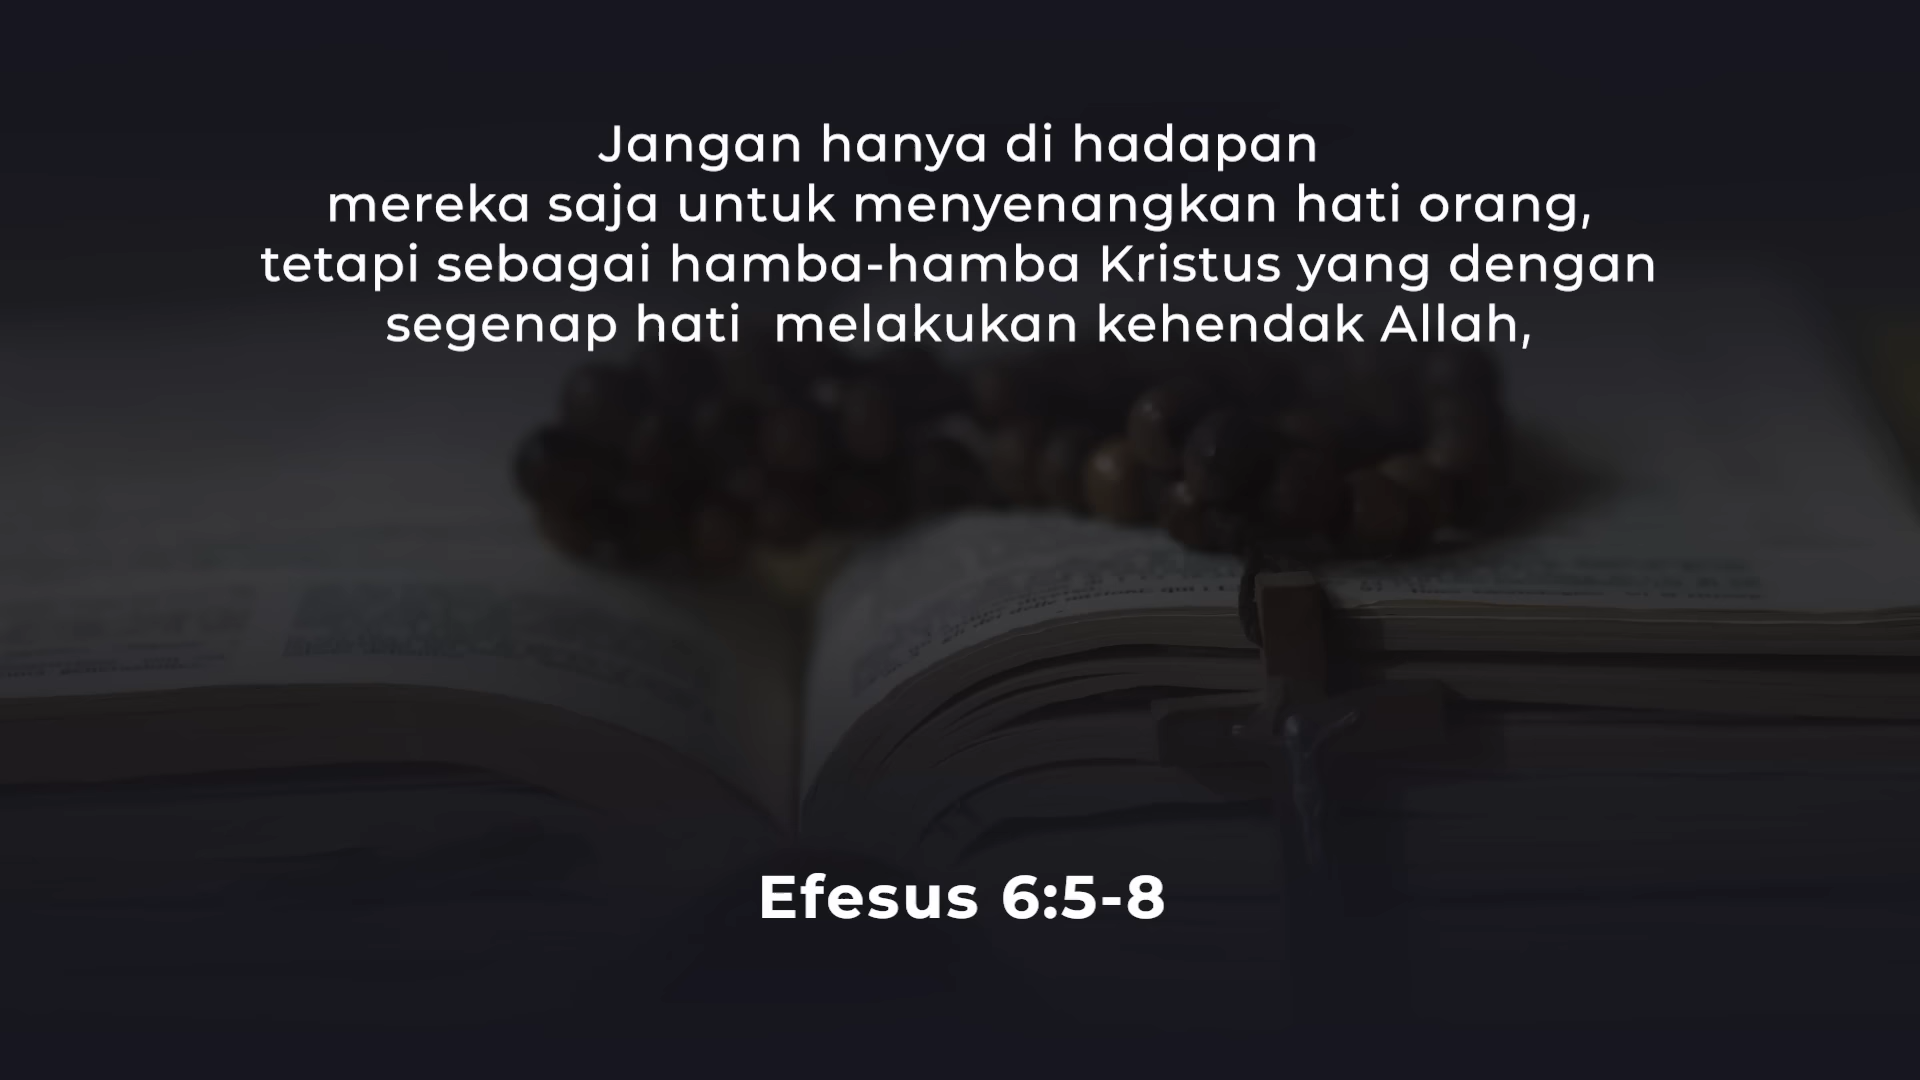 Jangan hanya di hadapan
mereka saja untuk menyenangkan hati orang,
tetapi sebagai hamba-hamba Kristus yang dengan
segenap hati  melakukan kehendak Allah,
Efesus 6:5-8